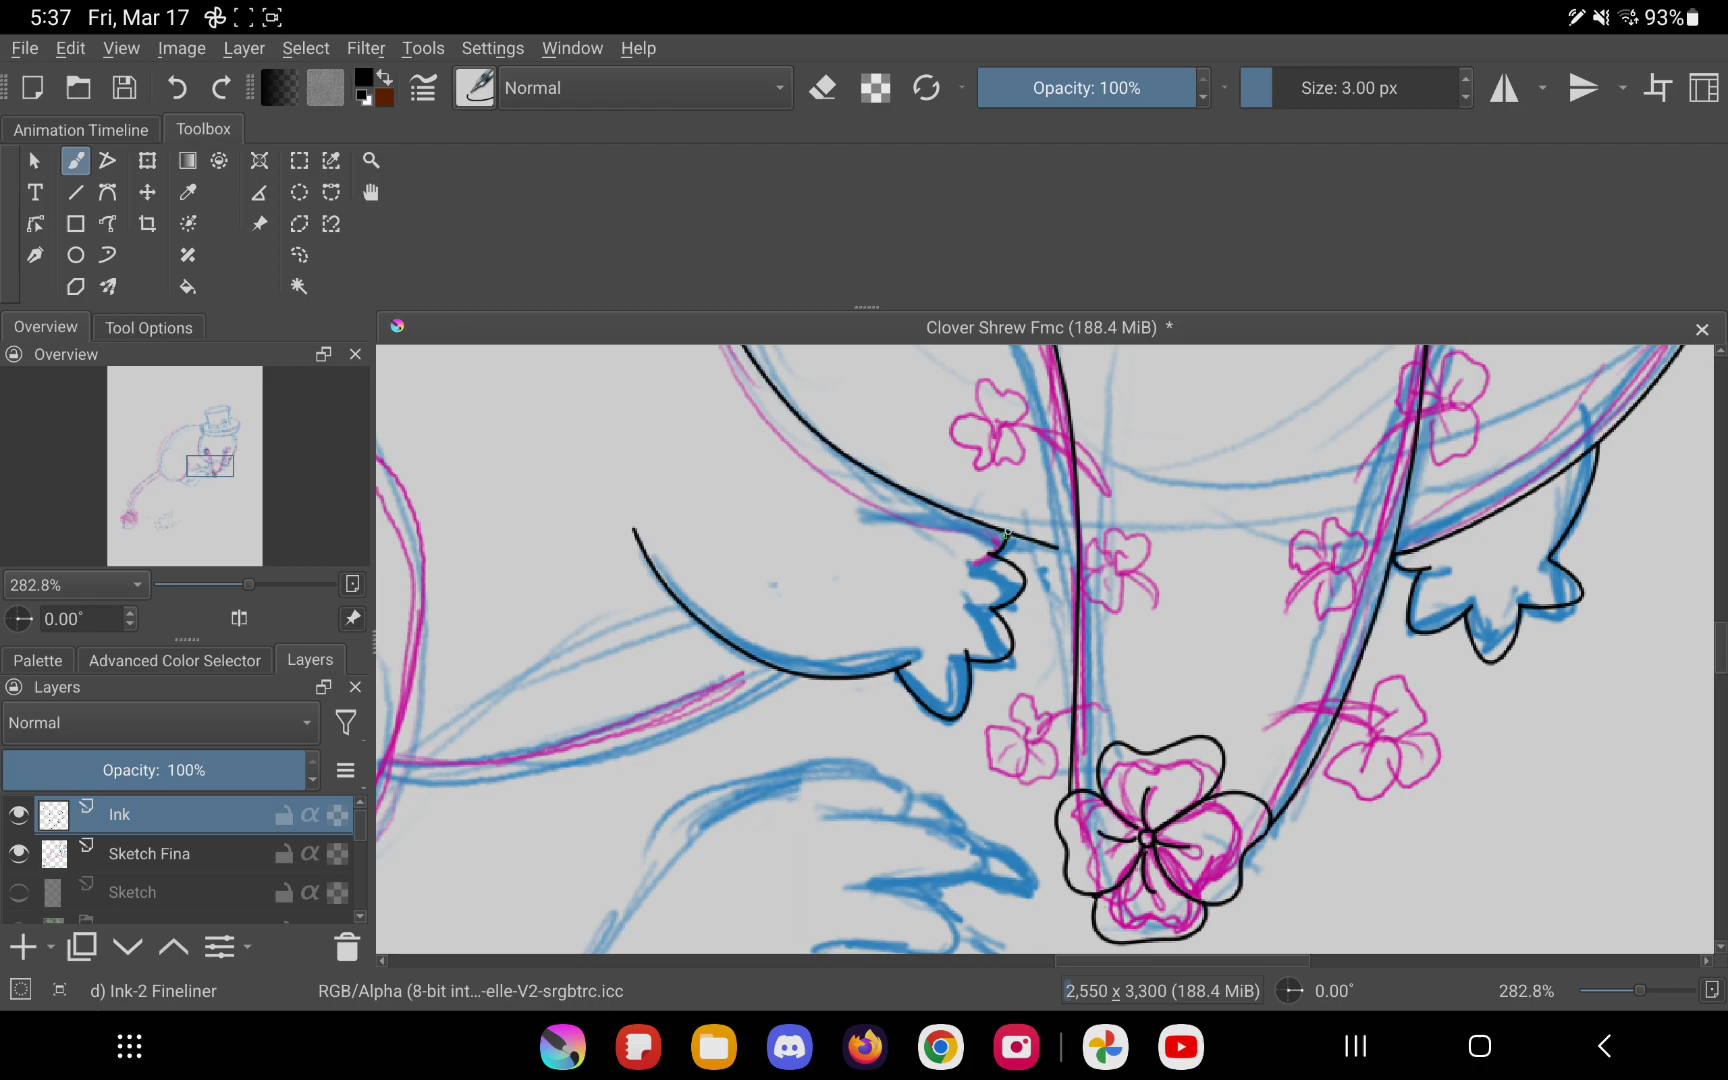 5:37 Fri, Mar 17
93%
File Edit View Image Layer Select Filter Tools Settings Window Help
Normal
Opacity: 100%
Size: 3.00 px
Animation Timeline Toolbox
Overview Tool Options
Clover Shrew Fmc (188.4 MiB) *
Overview
282.8%
0.00°
Palette Advanced Color Selector Layers
Layers
Normal
Opacity: 100%
Ink
Sketch Fina
Sketch
d) Ink-2 Fineliner
RGB/Alpha (8-bit int...-elle-V2-srgbtrc.icc
2,550 x 3,300 (188.4 MiB)
0.00°
282.8%